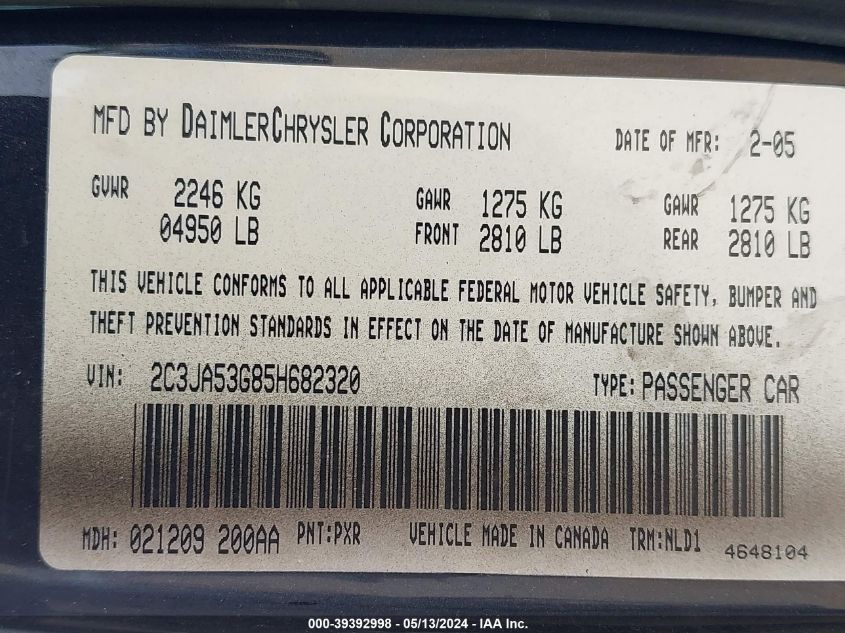 MFD BY DAIMLERCHRYSLER CORPORATION DATE OF MFR: 2-05
GVWR 2246 KG GAWR 1275 KG GAWR 1275 KG
04950 LB FRONT 2810 LB REAR 2810 LB
THIS VEHICLE CONFORMS TO ALL APPLICABLE FEDERAL MOTOR VEHICLE SAFETY, BUMPER AND
THEFT PREVENTION STANDARDS IN EFFECT ON THE DATE OF MANUFACTURE SHOWN ABOVE.
VIN: 2C3JA53G85H682320 TYPE: PASSENGER CAR
MDH: 021209 200AA PNT:PXR VEHICLE MADE IN CANADA TRM:NLD1 4648104
000-39392998 - 05/13/2024 - IAA Inc.